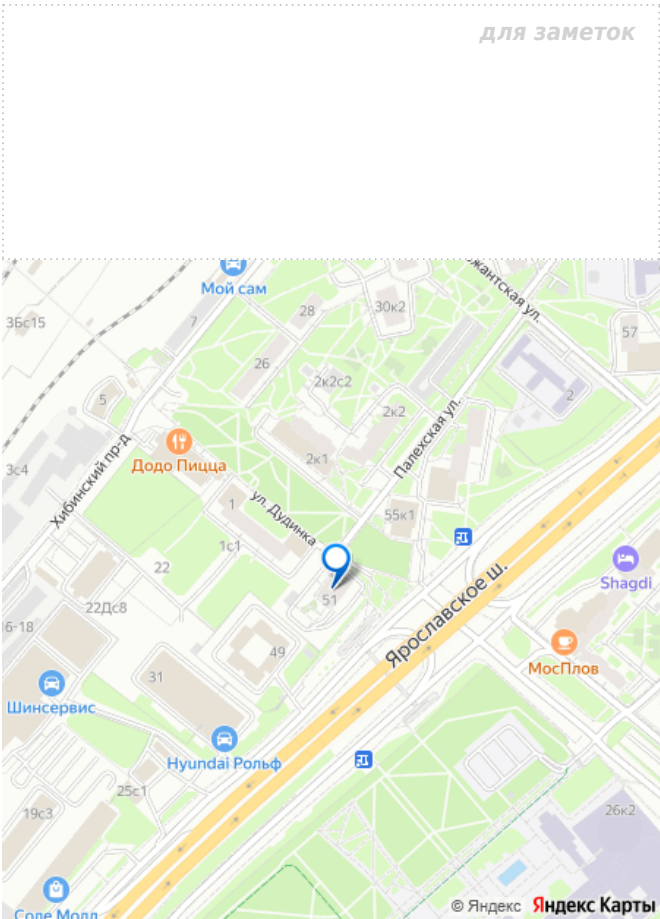 для заметок
Мой сам
жантская ул.
3Бс15
7
28
30к2
57
26
2к2с2
2
5
2к2
Палехская ул.
Додо Пицца
2к1
Хибинский пр-д
3с4
ул. Дудинка
1
55к1
1с1
22
Shagdi
51
22Дс8
Ярославское ш.
6-18
49
МосПлов
31
Шинсервис
Hyundai Рольф
25с1
19с3
26к2
Соле Молл
© Яндекс Яндекс Карты